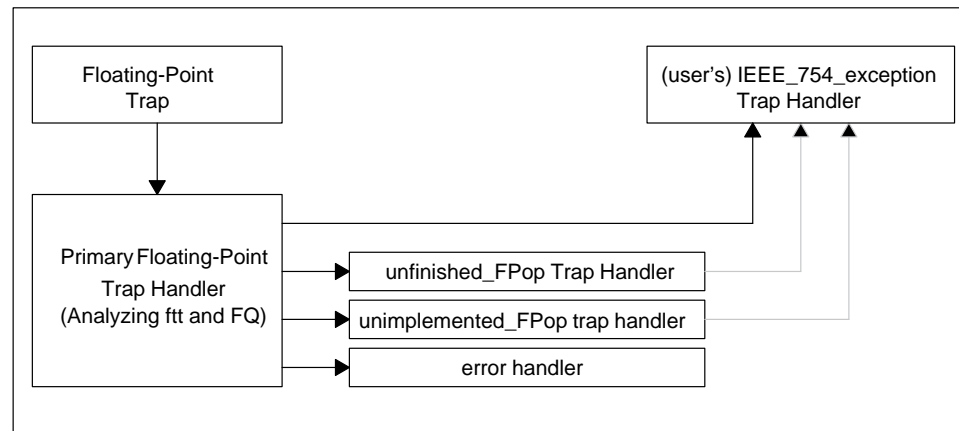 Floating-Point
Trap
(user's) IEEE_754_exception
Trap Handler
Primary Floating-Point
Trap Handler
(Analyzing ftt and FQ)
unfinished_FPop Trap Handler
unimplemented_FPop trap handler
error handler